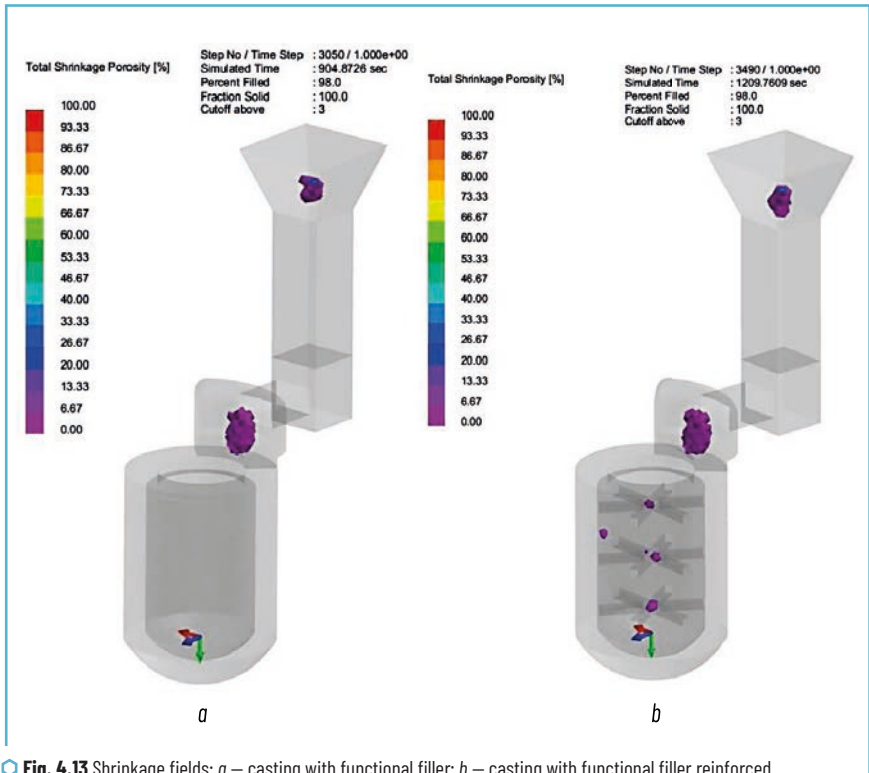 Total Shrinkage Porosity [%]
Step No / Time Step : 3050 / 1.000e+00
Simulated Time : 904.8726 sec
Percent Filled : 98.0
Fraction Solid : 100.0
Cutoff above : 3
100.00
93.33
86.67
80.00
73.33
66.67
60.00
53.33
46.67
40.00
33.33
26.67
20.00
13.33
6.67
0.00
a
Total Shrinkage Porosity [%]
Step No / Time Step : 3490 / 1.000e+00
Simulated Time : 1209.7609 sec
Percent Filled : 98.0
Fraction Solid : 100.0
Cutoff above : 3
100.00
93.33
86.67
80.00
73.33
66.67
60.00
53.33
46.67
40.00
33.33
26.67
20.00
13.33
6.67
0.00
b
Fig. 4.13 Shrinkage fields: a — casting with functional filler; b — casting with functional filler reinforced